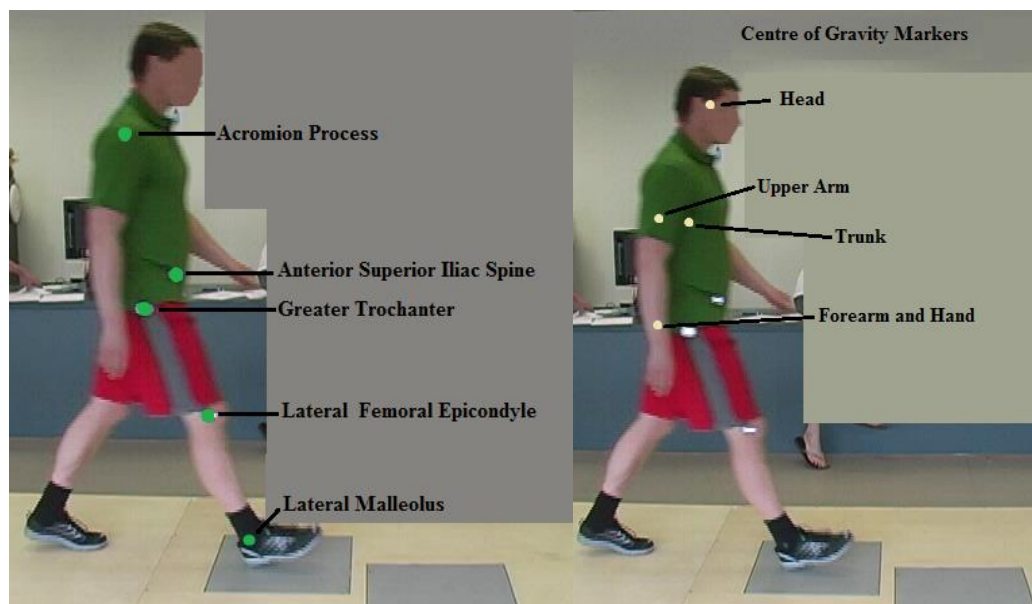 Centre of Gravity Markers
Head
Acromion Process
Upper Arm
Trunk
Anterior Superior Iliac Spine
Greater Trochanter
Forearm and Hand
Lateral Femoral Epicondyle
Lateral Malleolus